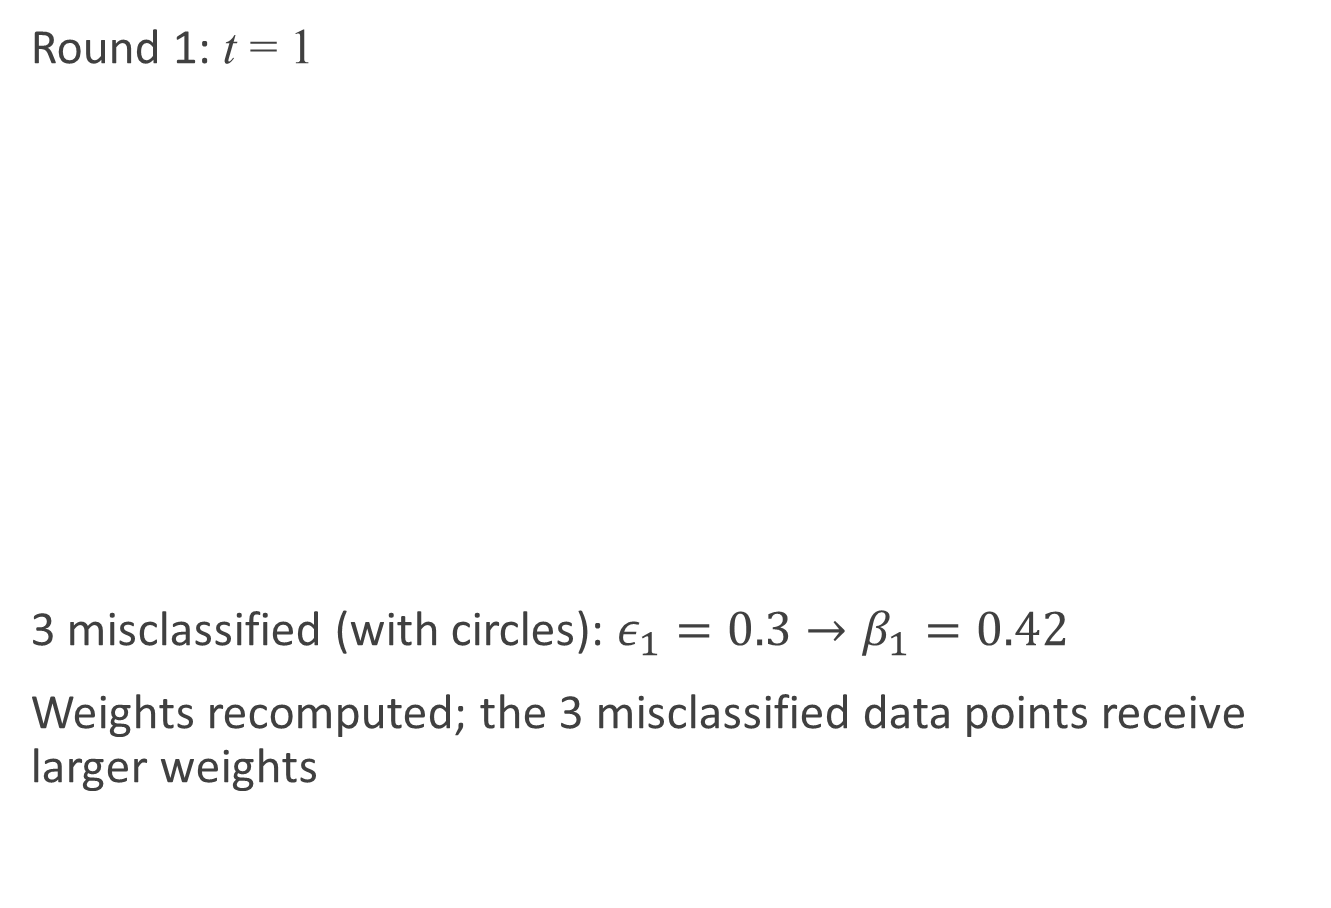 Round 1: t = 1
3 misclassified (with circles): ϵ₁ = 0.3 → β₁ = 0.42
Weights recomputed; the 3 misclassified data points receive
larger weights